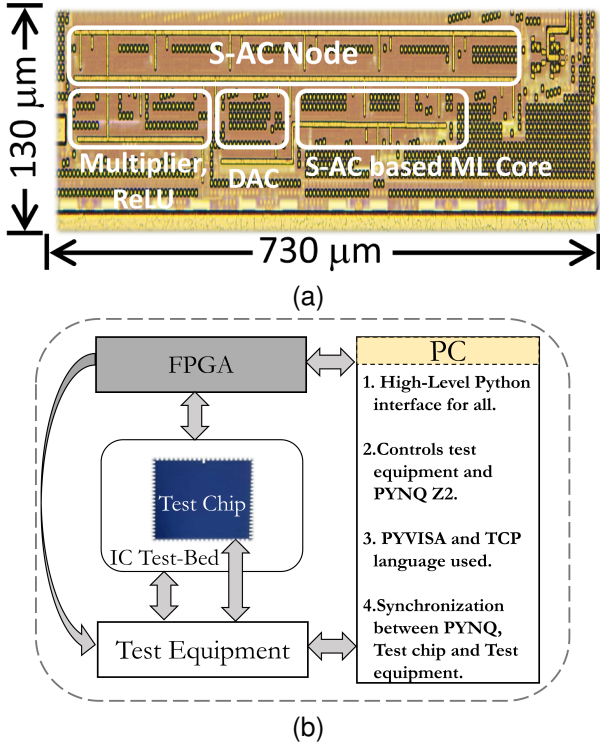 S-AC Node
130 μm
Multiplier,
ReLU
DAC
S-AC based ML Core
730 μm
(a)
FPGA
PC
1. High-Level Python
interface for all.
2.Controls test
equipment and
PYNQ Z2.
3. PYVISA and TCP
language used.
4.Synchronization
between PYNQ,
Test chip and Test
equipment.
Test Chip
IC Test-Bed
Test Equipment
(b)